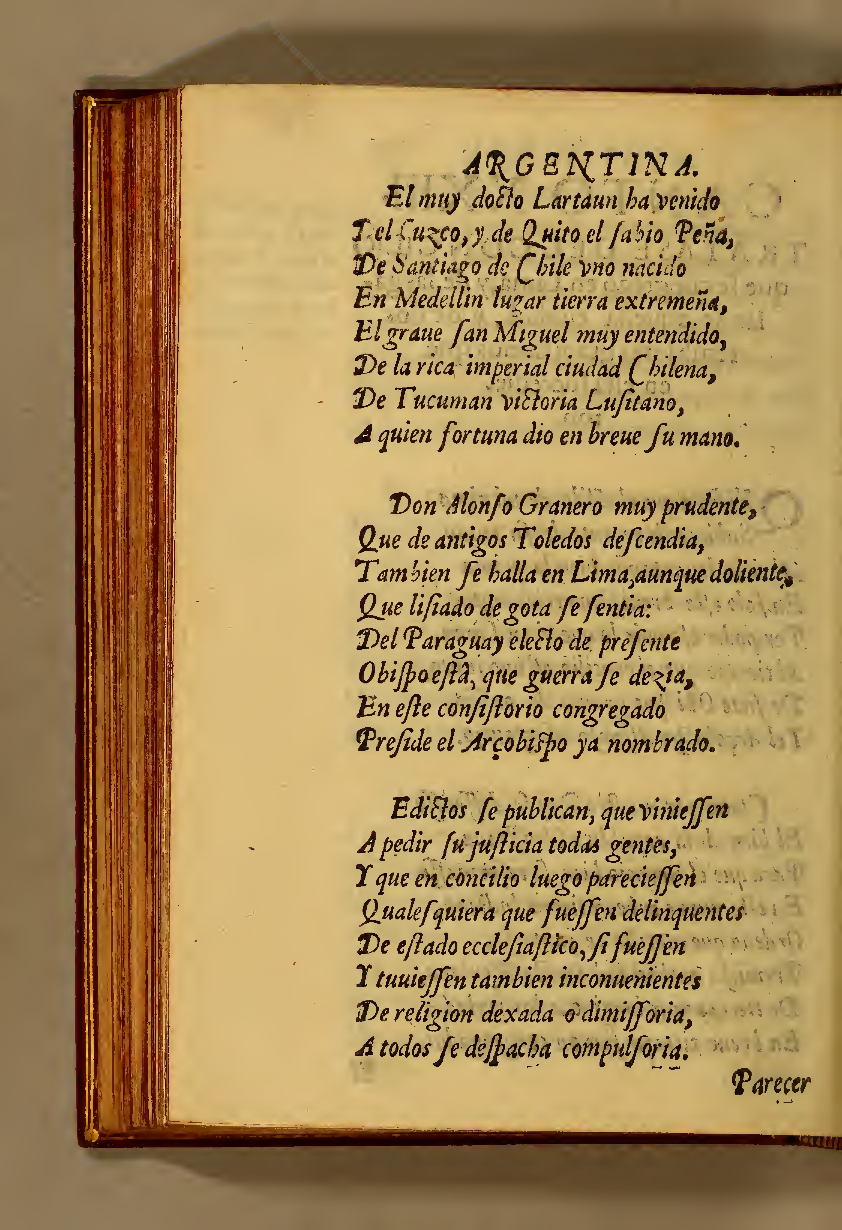 ARGENTINA.
El muy docto Lartaun ha venido
Del Cuzco, y de Quito el ſabio Peña,
De Santiago de Chile vno nacido
En Medellin lugar tierra extremeña,
El graue ſan Miguel muy entendido,
De la rica imperial ciudad Chilena,
De Tucuman victoria Luſitano,
A quien fortuna dio en breue ſu mano.
Don Alonſo Granero muy prudente,
Que de antigos Toledos deſcendia,
Tambien ſe halla en Lima, aunque doliente,
Que liſiado de gota ſe ſentia:
Del Paraguay electo de preſente
Obiſpo eſtâ, que guerra ſe dezia,
En eſte conſiſtorio congregado
Preſide el Arçobiſpo ya nombrado.
Edictos ſe publican, que vinieſſen
A pedir ſu juſticia todas gentes,
Y que en concilio luego parecieſſen
Qualeſquiera que fueſſen delinquentes
De eſtado eccleſiaſtico, ſi fueſſen
Y tuuieſſen tambien inconuenientes
De religion dexada o dimiſſoria,
A todos ſe deſpacha compulſoria.
Pareçer